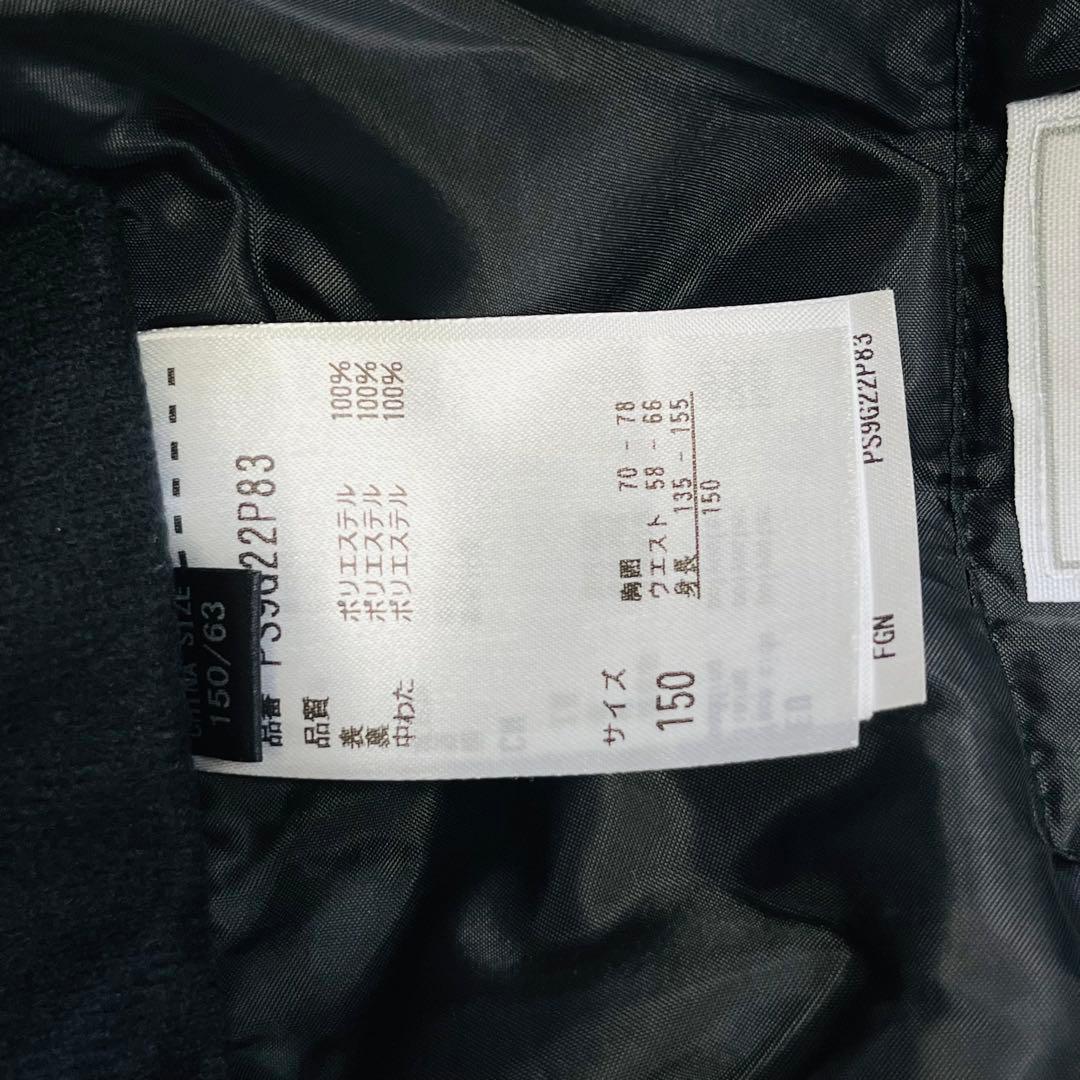 CHINA SIZE
150/63
品番 PS9G22P83
品質
表 ポリエステル 100%
裏 ポリエステル 100%
中わた ポリエステル 100%
サイズ
150
胸囲 70 - 78
ウエスト 58 - 66
身長 135 - 155
150
FGN PS9G22P83